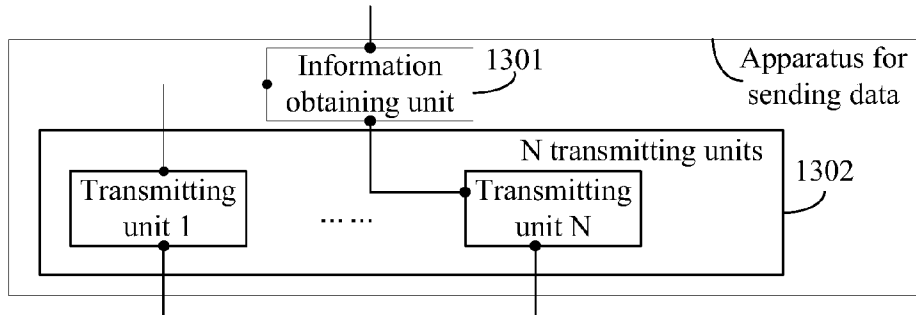 Information
obtaining unit
1301
Apparatus for
sending data
N transmitting units
1302
Transmitting
unit 1
... ...
Transmitting
unit N